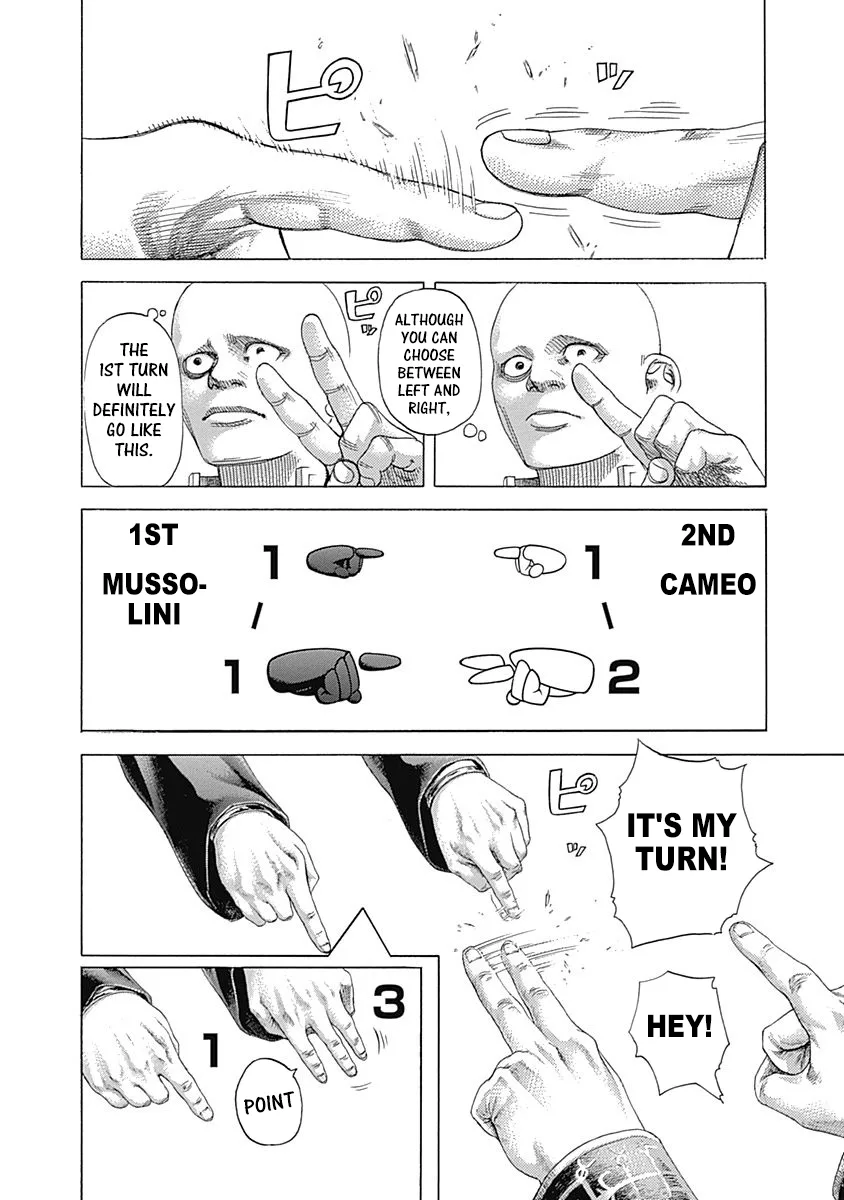 ピッ
ALTHOUGH
YOU CAN
CHOOSE
BETWEEN
LEFT AND
RIGHT,
ピッ
THE
1ST TURN
WILL
DEFINITELY
GO LIKE
THIS.
1ST
MUSSO-
LINI
1
1
2ND
CAMEO
1
2
IT'S MY
TURN!
ピッ
HEY!
3
1
POINT